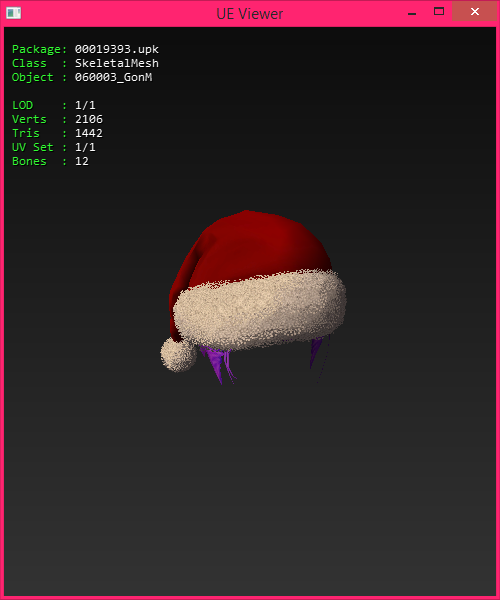 UE Viewer
Package: 00019393.upk
Class : SkeletalMesh
Object : 060003_GonM
LOD : 1/1
Verts : 2106
Tris : 1442
UV Set : 1/1
Bones : 12